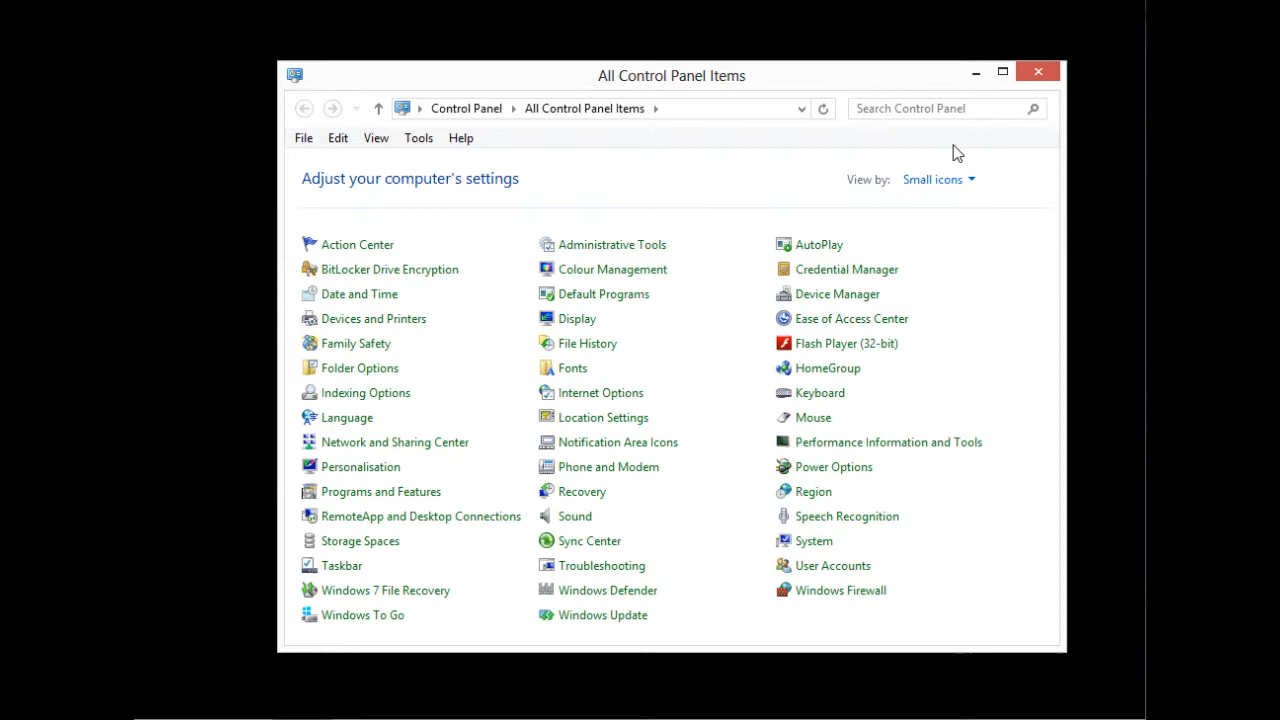 All Control Panel Items
Control Panel All Control Panel Items Search Control Panel
File Edit View Tools Help
Adjust your computer's settings View by: Small icons
Action Center Administrative Tools AutoPlay
BitLocker Drive Encryption Colour Management Credential Manager
Date and Time Default Programs Device Manager
Devices and Printers Display Ease of Access Center
Family Safety File History Flash Player (32-bit)
Folder Options Fonts HomeGroup
Indexing Options Internet Options Keyboard
Language Location Settings Mouse
Network and Sharing Center Notification Area Icons Performance Information and Tools
Personalisation Phone and Modem Power Options
Programs and Features Recovery Region
RemoteApp and Desktop Connections Sound Speech Recognition
Storage Spaces Sync Center System
Taskbar Troubleshooting User Accounts
Windows 7 File Recovery Windows Defender Windows Firewall
Windows To Go Windows Update